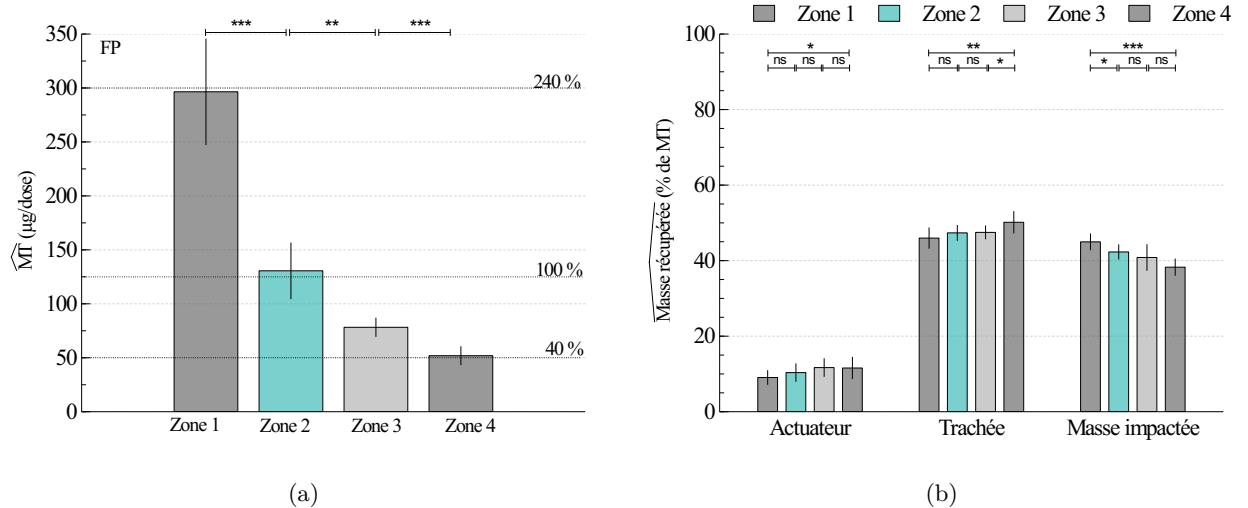 *** ** ***
FP
350
300
250
200
150
100
50
0
240 %
100 %
40 %
M͡T (µg/dose)
Zone 1 Zone 2 Zone 3 Zone 4
(a)
Zone 1 Zone 2 Zone 3 Zone 4
100
80
60
40
20
0
Masse récupérée (% de MT)
* ** ***
ns ns ns ns ns * * ns ns
Actuateur Trachée Masse impactée
(b)